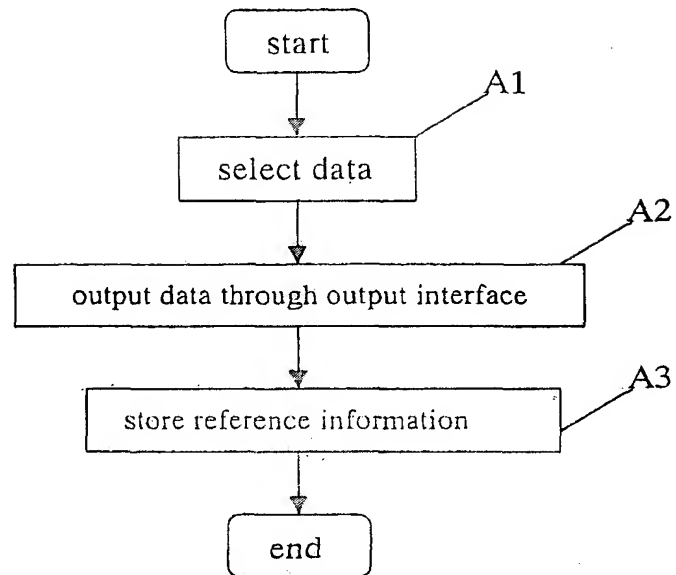 start
A1
select data
A2
output data through output interface
A3
store reference information
end